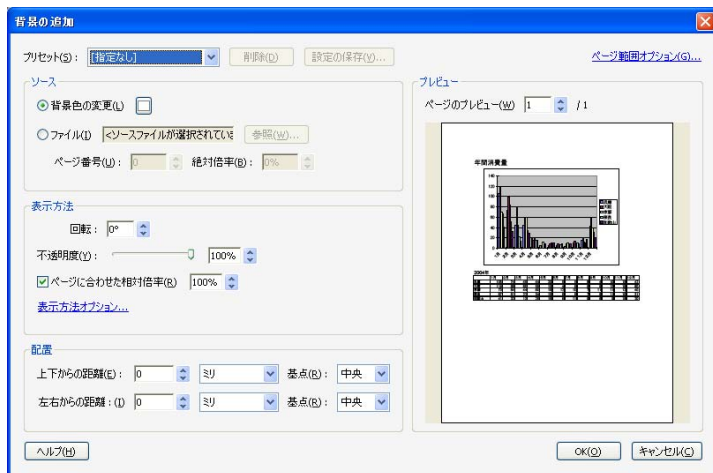 背景の追加
プリセット(S): [指定なし] 削除(D) 設定の保存(V)... ページ範囲オプション(G)...
ソース
背景色の変更(L)
ファイル(I) <ソースファイルが選択されていま 参照(W)...
ページ番号(U): 0 絶対倍率(B): 0%
表示方法
回転: 0°
不透明度(Y): 100%
ページに合わせた相対倍率(R) 100%
表示方法オプション...
配置
上下からの距離(E): 0 ミリ 基点(R): 中央
左右からの距離:(I) 0 ミリ 基点(R): 中央
プレビュー
ページのプレビュー(W) 1 / 1
年間消費量
2004年
ヘルプ(H) OK(O) キャンセル(C)